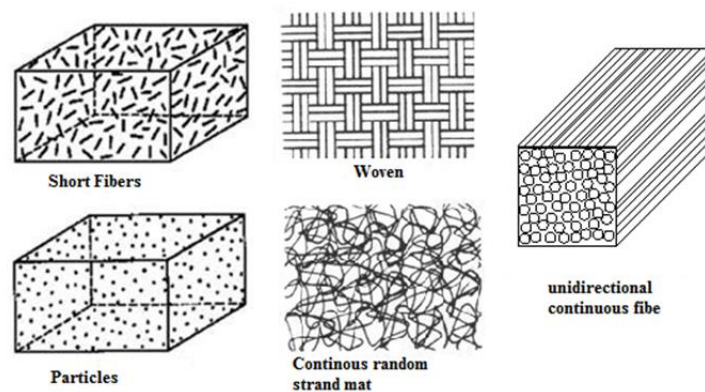 Short Fibers
Woven
unidirectional
continuous fibe
Particles
Continous random
strand mat